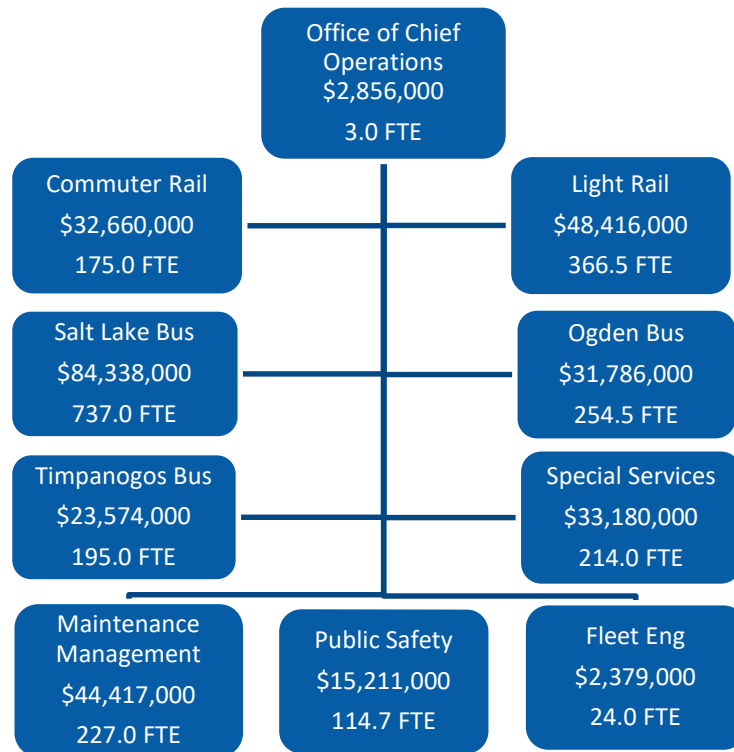 Office of Chief
Operations
$2,856,000
3.0 FTE
Commuter Rail
$32,660,000
175.0 FTE
Light Rail
$48,416,000
366.5 FTE
Salt Lake Bus
$84,338,000
737.0 FTE
Ogden Bus
$31,786,000
254.5 FTE
Timpanogos Bus
$23,574,000
195.0 FTE
Special Services
$33,180,000
214.0 FTE
Maintenance
Management
$44,417,000
227.0 FTE
Public Safety
$15,211,000
114.7 FTE
Fleet Eng
$2,379,000
24.0 FTE